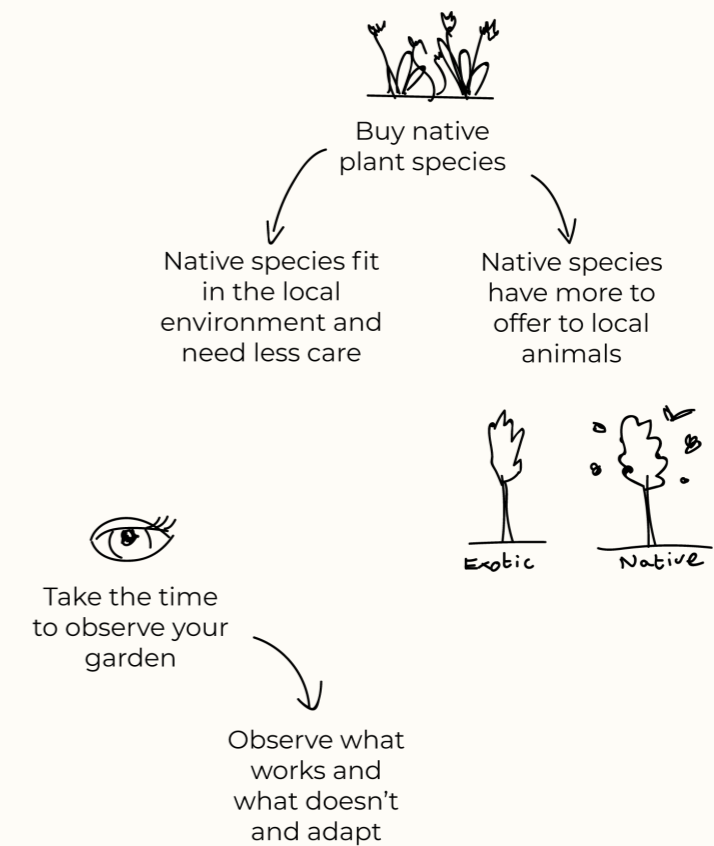 Buy native
plant species
Native species fit
in the local
environment and
need less care
Native species
have more to
offer to local
animals
Exotic
Native
Take the time
to observe your
garden
Observe what
works and
what doesn't
and adapt